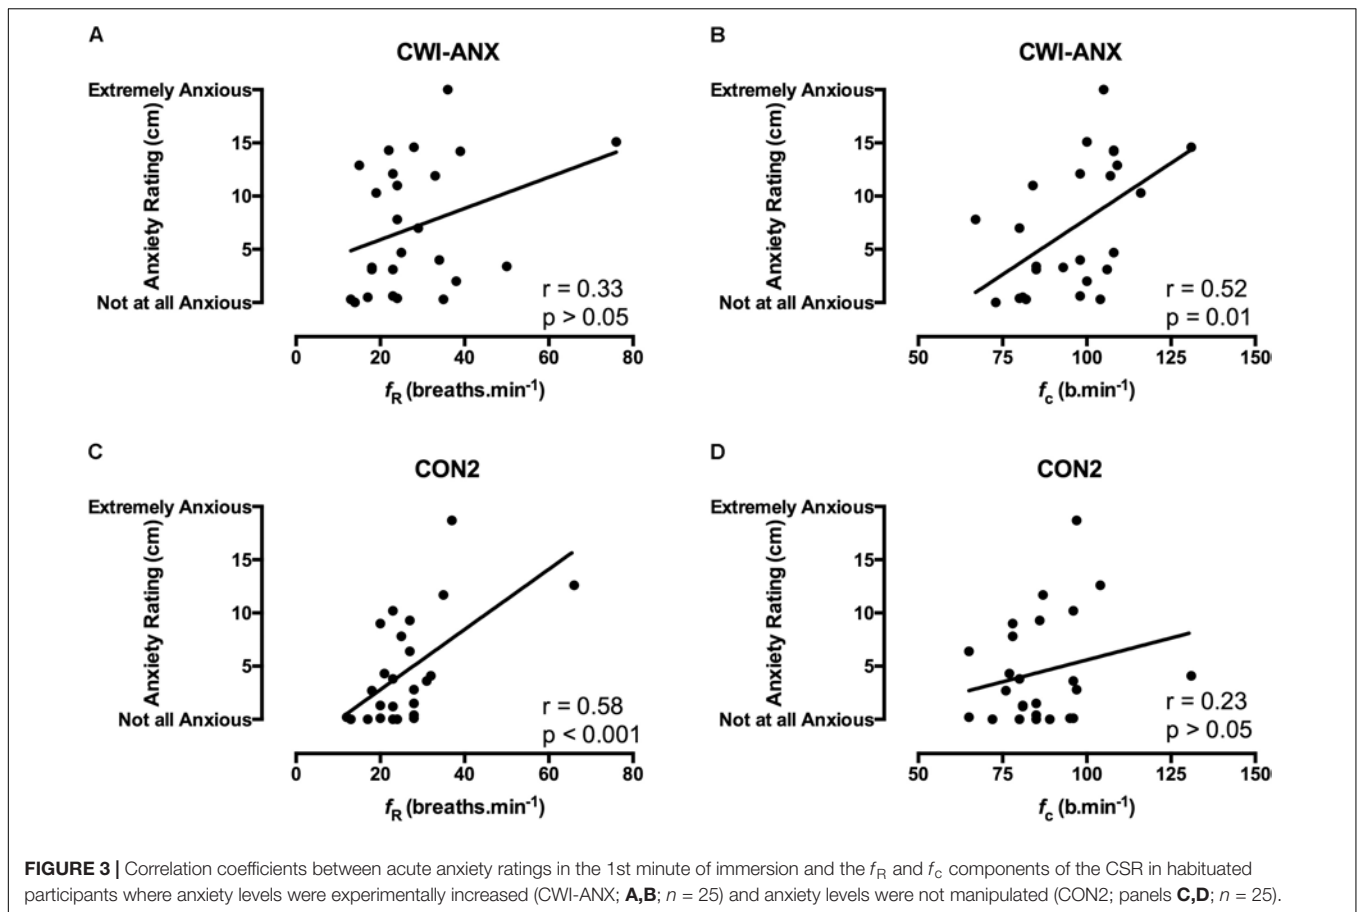 A
CWI-ANX
Extremely Anxious
15
10
5
Not at all Anxious
Anxiety Rating (cm)
r = 0.33
p > 0.05
0 20 40 60 80
fR (breaths.min-1)
B
CWI-ANX
Extremely Anxious
15
10
5
Not at all Anxious
Anxiety Rating (cm)
r = 0.52
p = 0.01
50 75 100 125 150
fc (b.min-1)
C
CON2
Extremely Anxious
15
10
5
Not at all Anxious
Anxiety Rating (cm)
r = 0.58
p < 0.001
0 20 40 60 80
fR (breaths.min-1)
D
CON2
Extremely Anxious
15
10
5
Not at all Anxious
Anxiety Rating (cm)
r = 0.23
p > 0.05
50 75 100 125 150
fc (b.min-1)
FIGURE 3 | Correlation coefficients between acute anxiety ratings in the 1st minute of immersion and the fR and fc components of the CSR in habituated
participants where anxiety levels were experimentally increased (CWI-ANX; A,B; n = 25) and anxiety levels were not manipulated (CON2; panels C,D; n = 25).